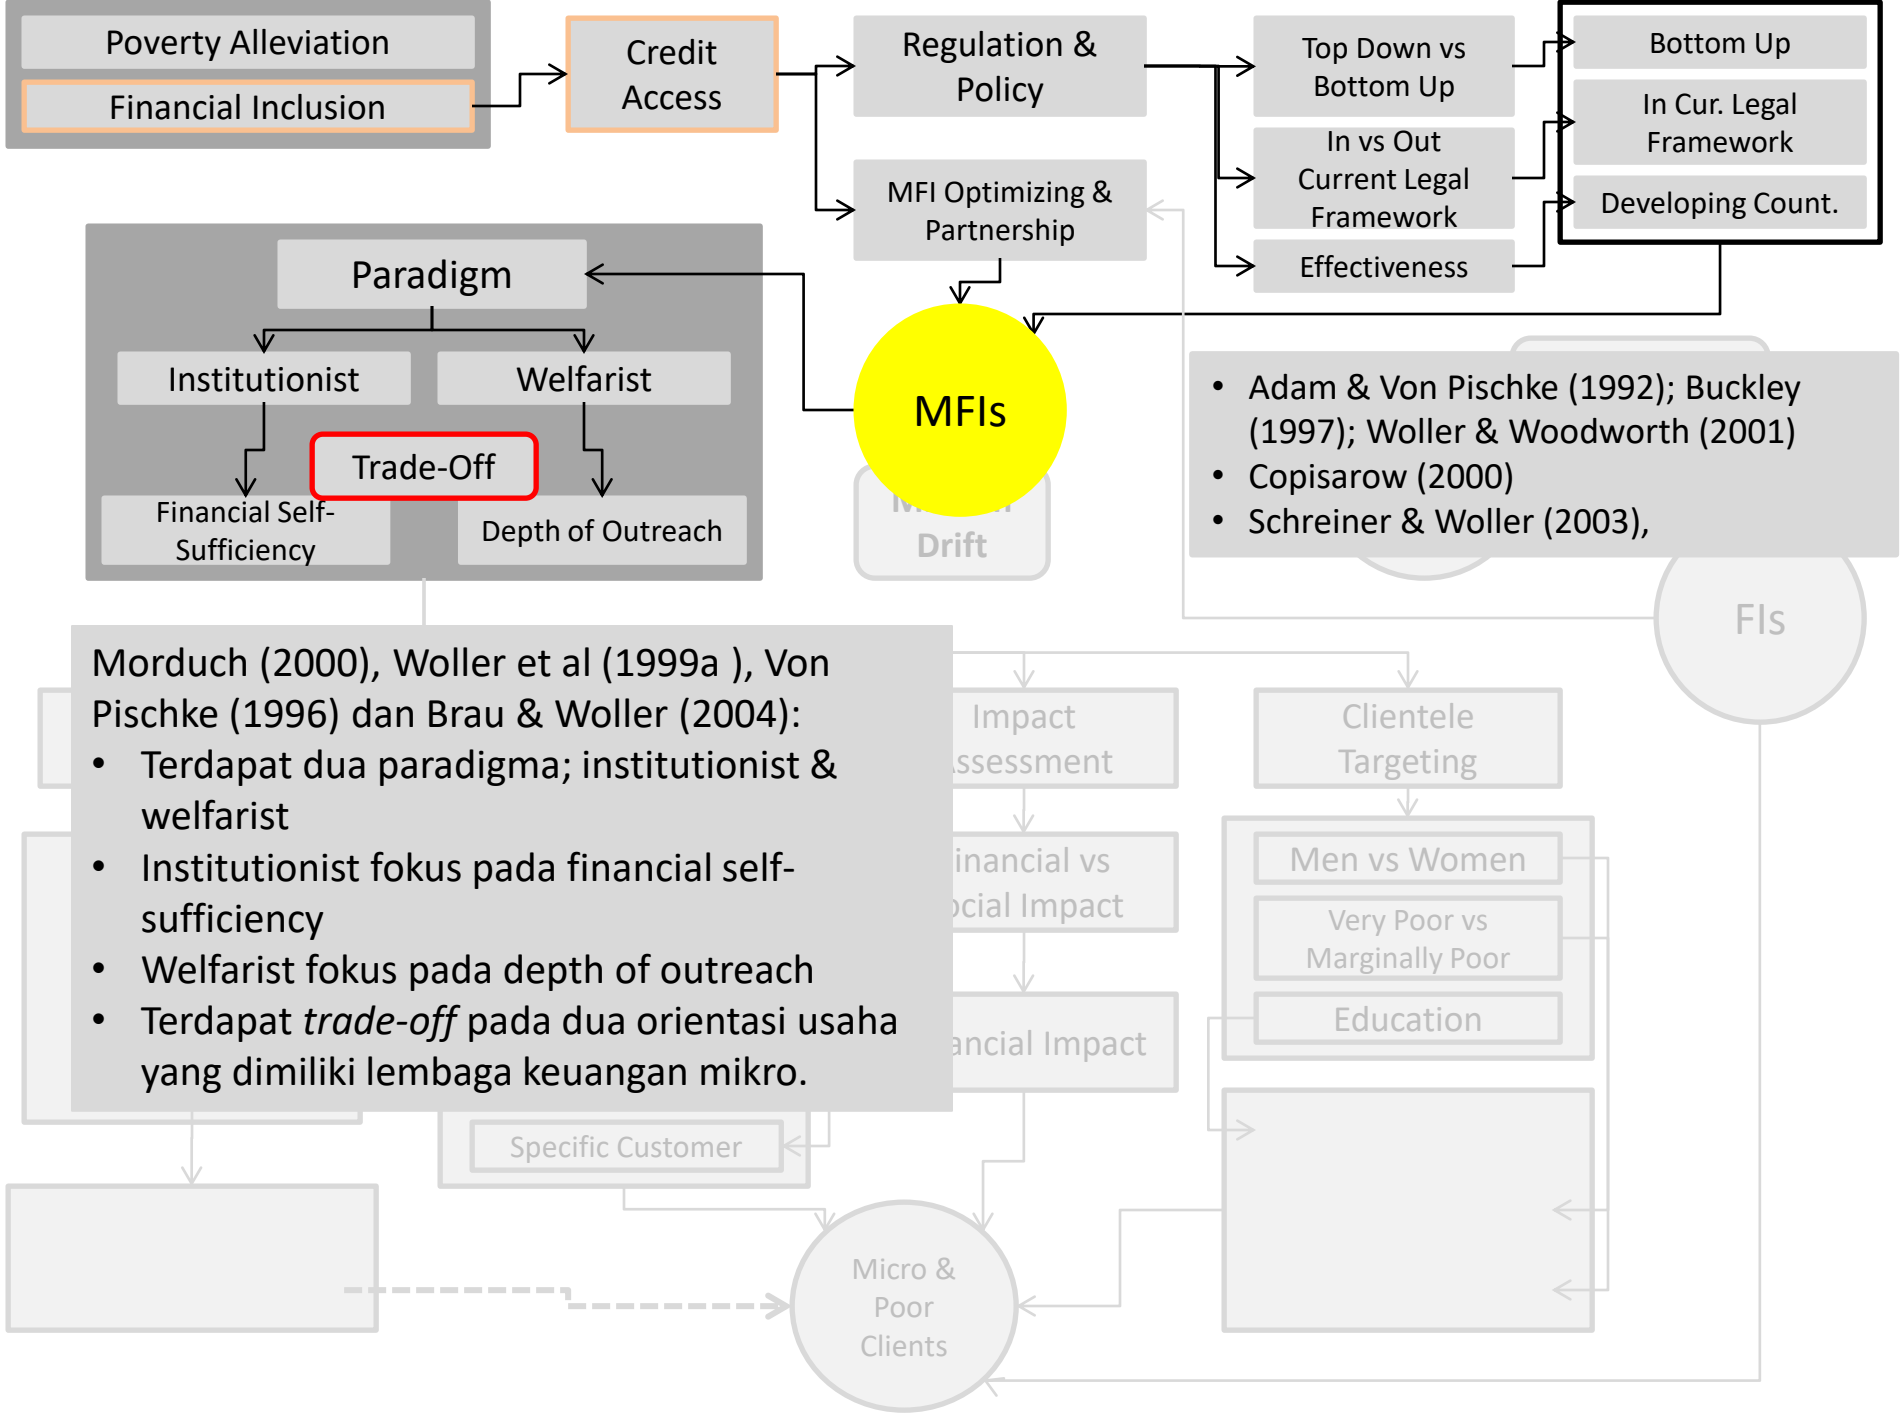 Poverty Alleviation
Financial Inclusion
Credit
Access
Regulation &
Policy
MFI Optimizing &
Partnership
Top Down vs
Bottom Up
In vs Out
Current Legal
Framework
Effectiveness
Bottom Up
In Cur. Legal
Framework
Developing Count.
Paradigm
Institutionist
Welfarist
Trade-Off
Financial Self-
Sufficiency
Depth of Outreach
MFIs
Drift
• Adam & Von Pischke (1992); Buckley
(1997); Woller & Woodworth (2001)
• Copisarow (2000)
• Schreiner & Woller (2003),
FIs
Morduch (2000), Woller et al (1999a ), Von
Pischke (1996) dan Brau & Woller (2004):
• Terdapat dua paradigma; institutionist &
welfarist
• Institutionist fokus pada financial self-
sufficiency
• Welfarist fokus pada depth of outreach
• Terdapat trade-off pada dua orientasi usaha
yang dimiliki lembaga keuangan mikro.
Impact
ssessment
inancial vs
ocial Impact
ancial Impact
Clientele
Targeting
Men vs Women
Very Poor vs
Marginally Poor
Education
Specific Customer
Micro &
Poor
Clients